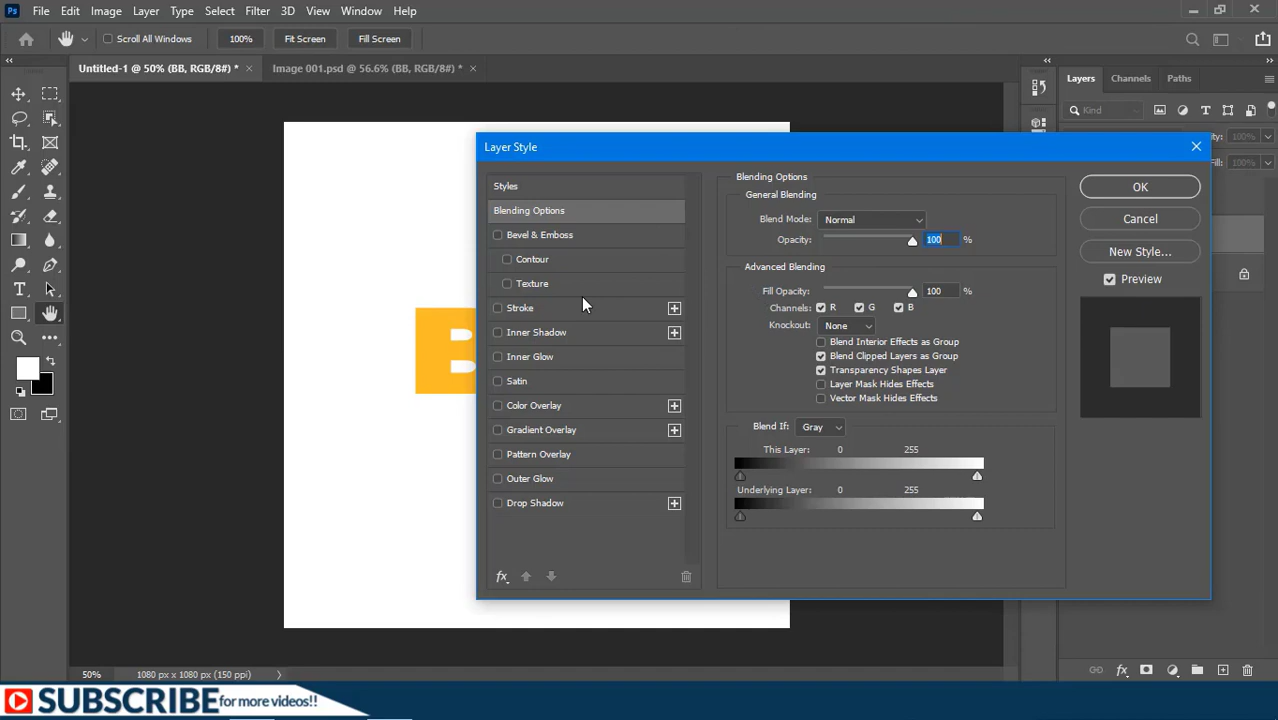 Ps File Edit Image Layer Type Select Filter 3D View Window Help
Scroll All Windows 100% Fit Screen Fill Screen
Untitled-1 @ 50% (BB, RGB/8#) * × Image 001.psd @ 56.6% (BB, RGB/8#) * ×
Layers Channels Paths
Kind
100%
Fill: 100%
B
Layer Style
Styles
Blending Options
Bevel & Emboss
Contour
Texture
Stroke
Inner Shadow
Inner Glow
Satin
Color Overlay
Gradient Overlay
Pattern Overlay
Outer Glow
Drop Shadow
fx
Blending Options
General Blending
Blend Mode: Normal
Opacity: 100 %
Advanced Blending
Fill Opacity: 100 %
Channels: R G B
Knockout: None
Blend Interior Effects as Group
Blend Clipped Layers as Group
Transparency Shapes Layer
Layer Mask Hides Effects
Vector Mask Hides Effects
Blend If: Gray
This Layer: 0 255
Underlying Layer: 0 255
OK
Cancel
New Style...
Preview
50% 1080 px x 1080 px (150 ppi)
fx
SUBSCRIBE for more videos!!